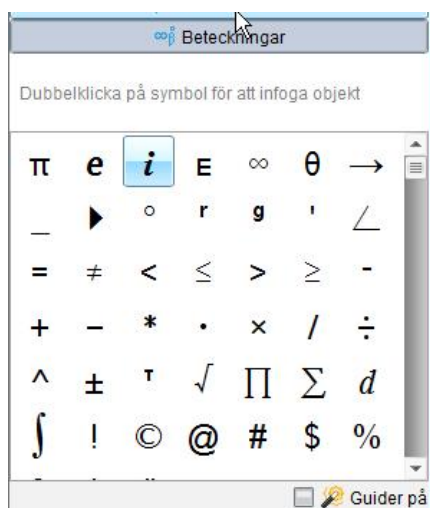 ∞β° Beteckningar
Dubbelklicka på symbol för att infoga objekt
π e i E ∞ θ →
_ ▶ ° r g ' ∠
= ≠ < ≤ > ≥ -
+ − * · × / ÷
^ ± T √ ∏ ∑ d
∫ ! © @ # $ %
Guider på